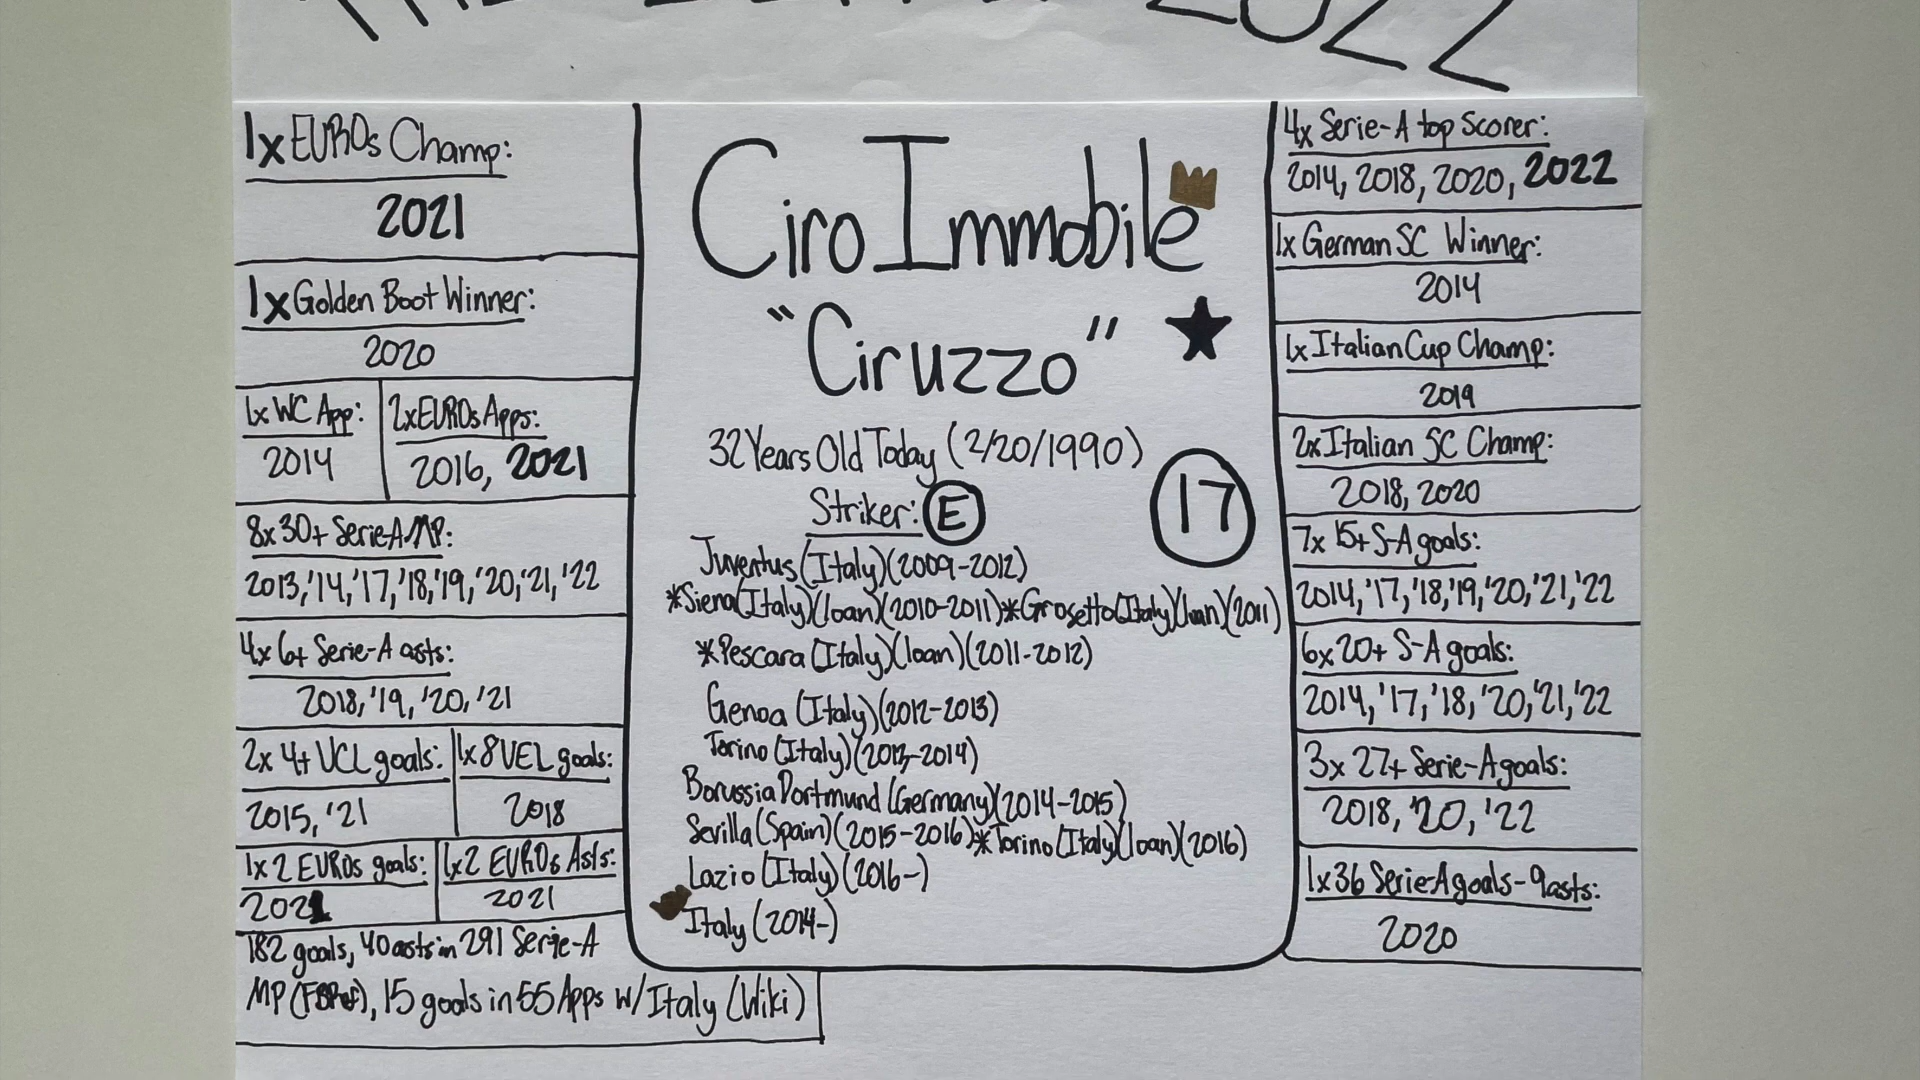 2022
1x EUROs Champ:
2021
1x Golden Boot Winner:
2020
1x WC App:
2014
2x EUROs Apps:
2016, 2021
8x 30+ Serie-A MP:
2013, '14, '17, '18, '19, '20, '21, '22
4x 6+ Serie-A asts:
2018, '19, '20, '21
2x 4+ UCL goals:
2015, '21
1x 8 UEL goals:
2018
1x 2 EUROs goals:
2021
1x 2 EUROs Asts:
2021
182 goals, 40 asts in 291 Serie-A
MP (FBRef), 15 goals in 55 Apps w/ Italy (Wiki)
Ciro Immobile
"Ciruzzo"
32 Years Old Today (2/20/1990)
Striker: E
17
Juventus (Italy) (2009-2012)
*Siena (Italy) (loan) (2010-2011) *Grosetto (Italy) (loan) (2011)
*Pescara (Italy) (loan) (2011-2012)
Genoa (Italy) (2012-2013)
Torino (Italy) (2013-2014)
Borussia Dortmund (Germany) (2014-2015)
Sevilla (Spain) (2015-2016) *Torino (Italy) (loan) (2016)
Lazio (Italy) (2016-)
Italy (2014-)
4x Serie-A top Scorer:
2014, 2018, 2020, 2022
1x German SC Winner:
2014
1x Italian Cup Champ:
2019
2x Italian SC Champ:
2018, 2020
7x 15+ S-A goals:
2014, '17, '18, '19, '20, '21, '22
6x 20+ S-A goals:
2014, '17, '18, '20, '21, '22
3x 27+ Serie-A goals:
2018, '20, '22
1x 36 Serie A goals - 9 asts:
2020